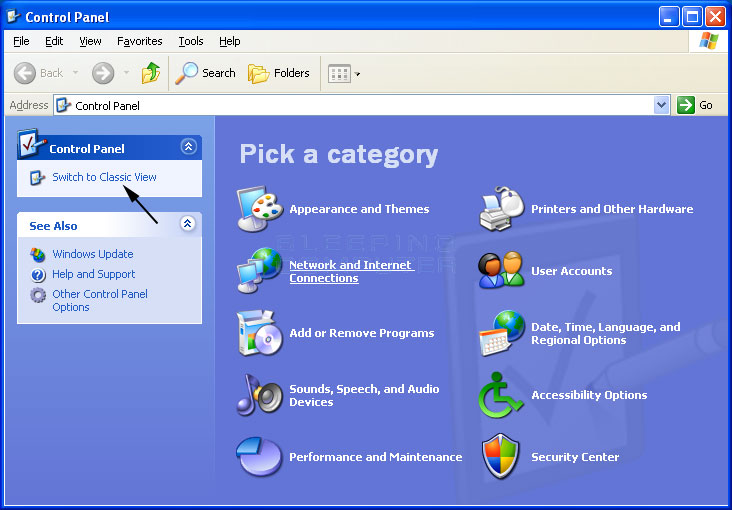 Control Panel
File Edit View Favorites Tools Help
Back Search Folders
Address Control Panel Go
Control Panel
Switch to Classic View
See Also
Windows Update
Help and Support
Other Control Panel
Options
Pick a category
Appearance and Themes
Printers and Other Hardware
BLEEPING
Network and Internet
Connections
User Accounts
Add or Remove Programs
Date, Time, Language, and
Regional Options
Sounds, Speech, and Audio
Devices
Accessibility Options
Performance and Maintenance
Security Center